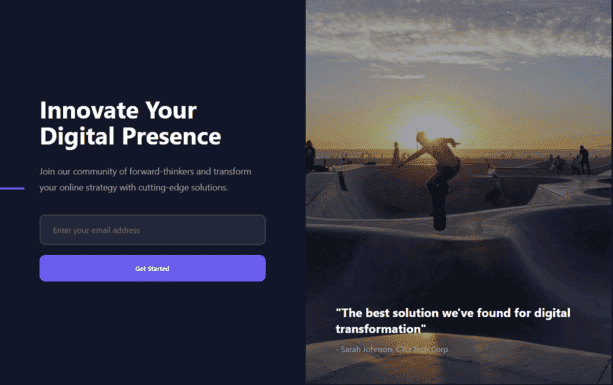 Innovate Your
Digital Presence
Join our community of forward-thinkers and transform
your online strategy with cutting-edge solutions.
Enter your email address
Get Started
"The best solution we've found for digital
transformation"
- Sarah Johnson, CTO Tech Corp